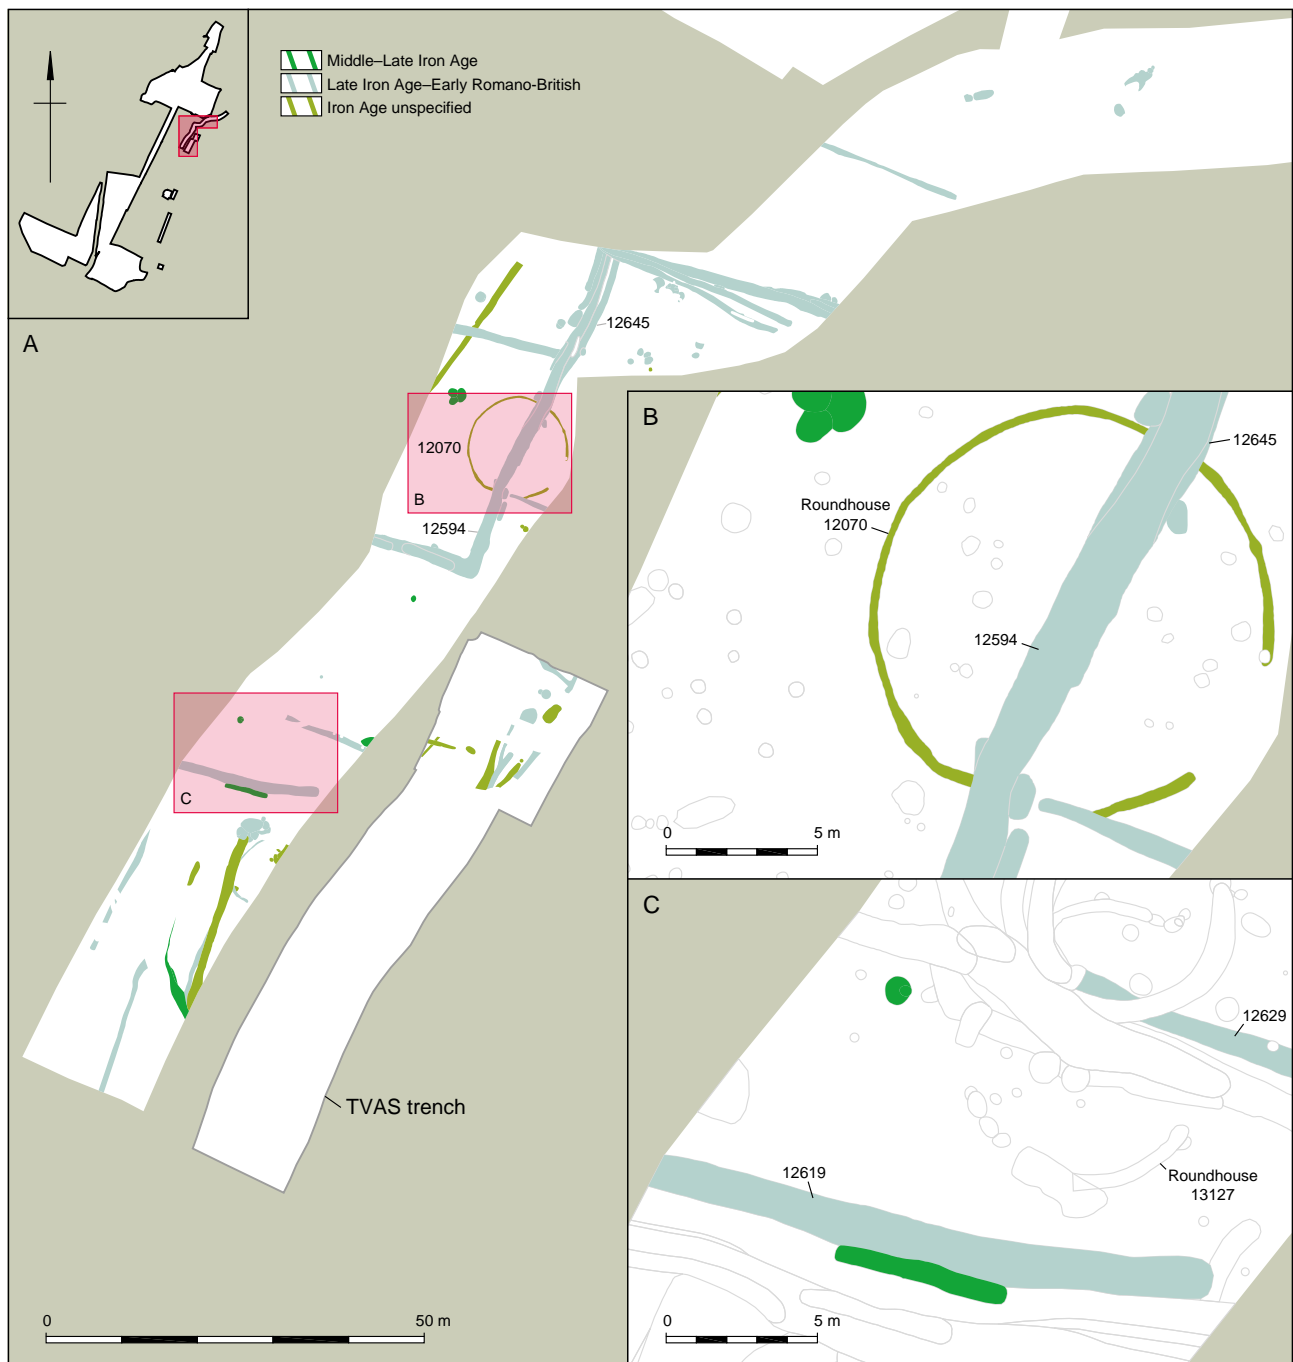 Middle–Late Iron Age
Late Iron Age–Early Romano-British
Iron Age unspecified
A
12645
12070
B
12594
C
TVAS trench
0 50 m
B
12645
Roundhouse
12070
12594
0 5 m
C
12629
12619
Roundhouse
13127
0 5 m